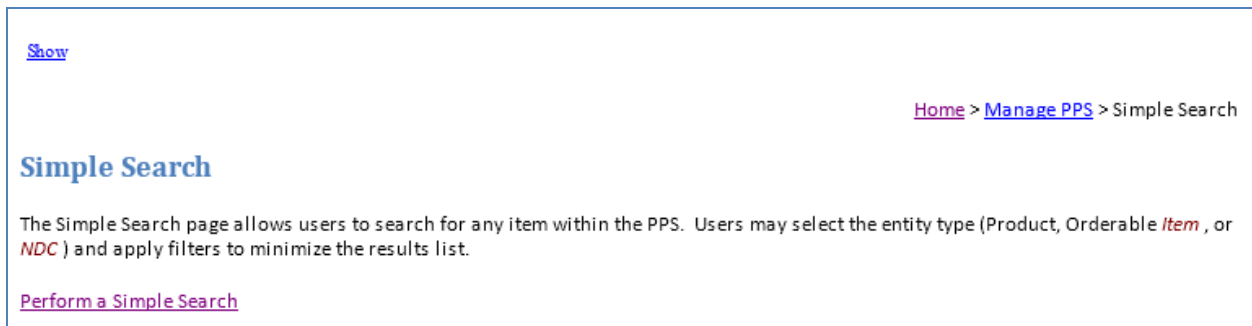 Show
Home > Manage PPS > Simple Search
Simple Search
The Simple Search page allows users to search for any item within the PPS.  Users may select the entity type (Product, Orderable Item , or
NDC ) and apply filters to minimize the results list.
Perform a Simple Search